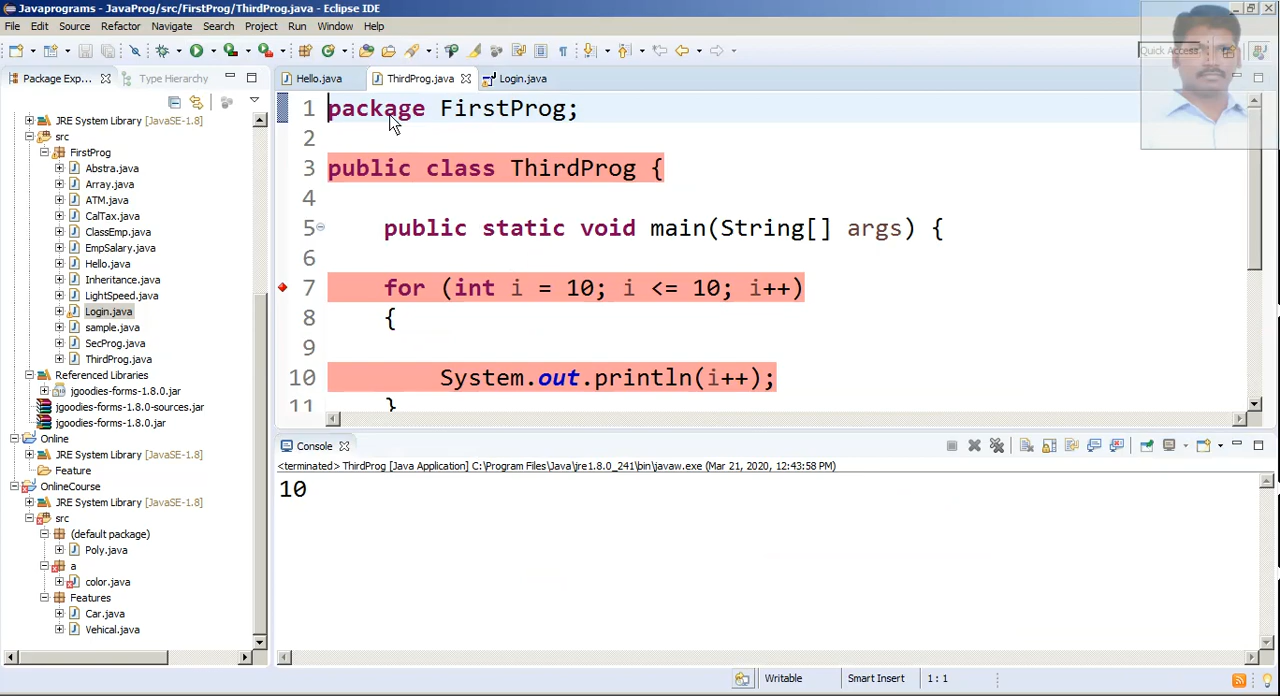 Javaprograms - JavaProg/src/FirstProg/ThirdProg.java - Eclipse IDE
File Edit Source Refactor Navigate Search Project Run Window Help
Quick Access
Package Exp... Type Hierarchy
Hello.java ThirdProg.java Login.java
JRE System Library [JavaSE-1.8]
src
FirstProg
Abstra.java
Array.java
ATM.java
CalTax.java
ClassEmp.java
EmpSalary.java
Hello.java
Inheritance.java
LightSpeed.java
Login.java
sample.java
SecProg.java
ThirdProg.java
Referenced Libraries
jgoodies-forms-1.8.0.jar
jgoodies-forms-1.8.0-sources.jar
jgoodies-forms-1.8.0.jar
Online
JRE System Library [JavaSE-1.8]
Feature
OnlineCourse
JRE System Library [JavaSE-1.8]
src
(default package)
Poly.java
a
color.java
Features
Car.java
Vehical.java
1 package FirstProg;
2
3 public class ThirdProg {
4
5 public static void main(String[] args) {
6
7 for (int i = 10; i <= 10; i++)
8 {
9
10 System.out.println(i++);
11 }
Console
<terminated> ThirdProg [Java Application] C:\Program Files\Java\jre1.8.0_241\bin\javaw.exe (Mar 21, 2020, 12:43:58 PM)
10
Writable Smart Insert 1 : 1